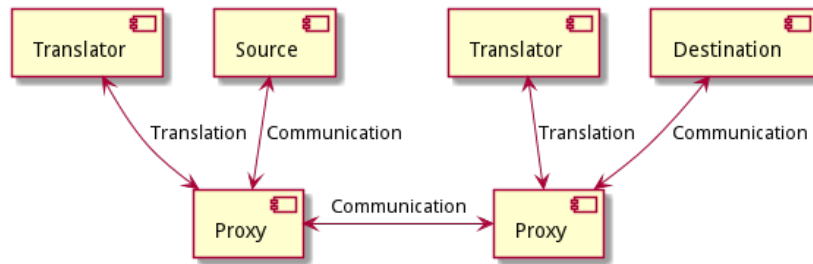 Translator
Source
Translator
Destination
Translation
Communication
Translation
Communication
Proxy
Communication
Proxy